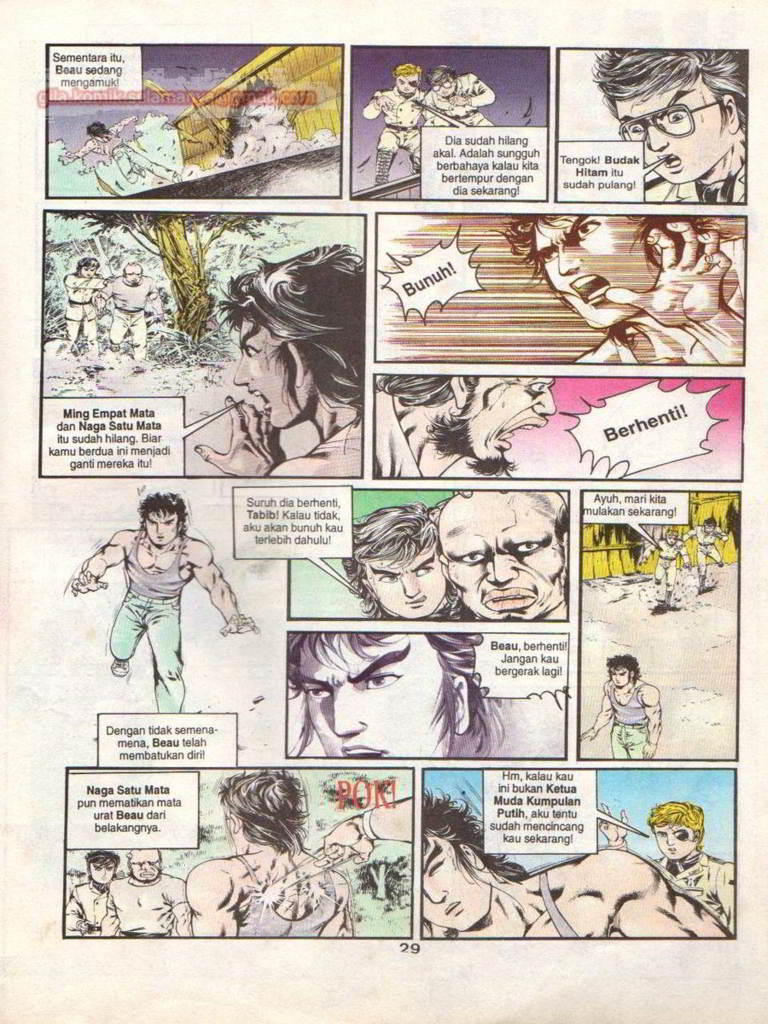 Sementara itu,
Beau sedang
mengamuk!
Dia sudah hilang
akal. Adalah sungguh
berbahaya kalau kita
bertempur dengan
dia sekarang!
Tengok! Budak
Hitam itu
sudah pulang!
Ming Empat Mata
dan Naga Satu Mata
itu sudah hilang. Biar
kamu berdua ini menjadi
ganti mereka itu!
Bunuh!
Berhenti!
Suruh dia berhenti,
Tabib! Kalau tidak,
aku akan bunuh kau
terlebih dahulu!
Ayuh, mari kita
mulakan sekarang!
Beau, berhenti!
Jangan kau
bergerak lagi!
Dengan tidak semena-
mena, Beau telah
membatukan diri!
Naga Satu Mata
pun mematikan mata
urat Beau dari
belakangnya.
POK!
Hm, kalau kau
ini bukan Ketua
Muda Kumpulan
Putih, aku tentu
sudah mencincang
kau sekarang!
29